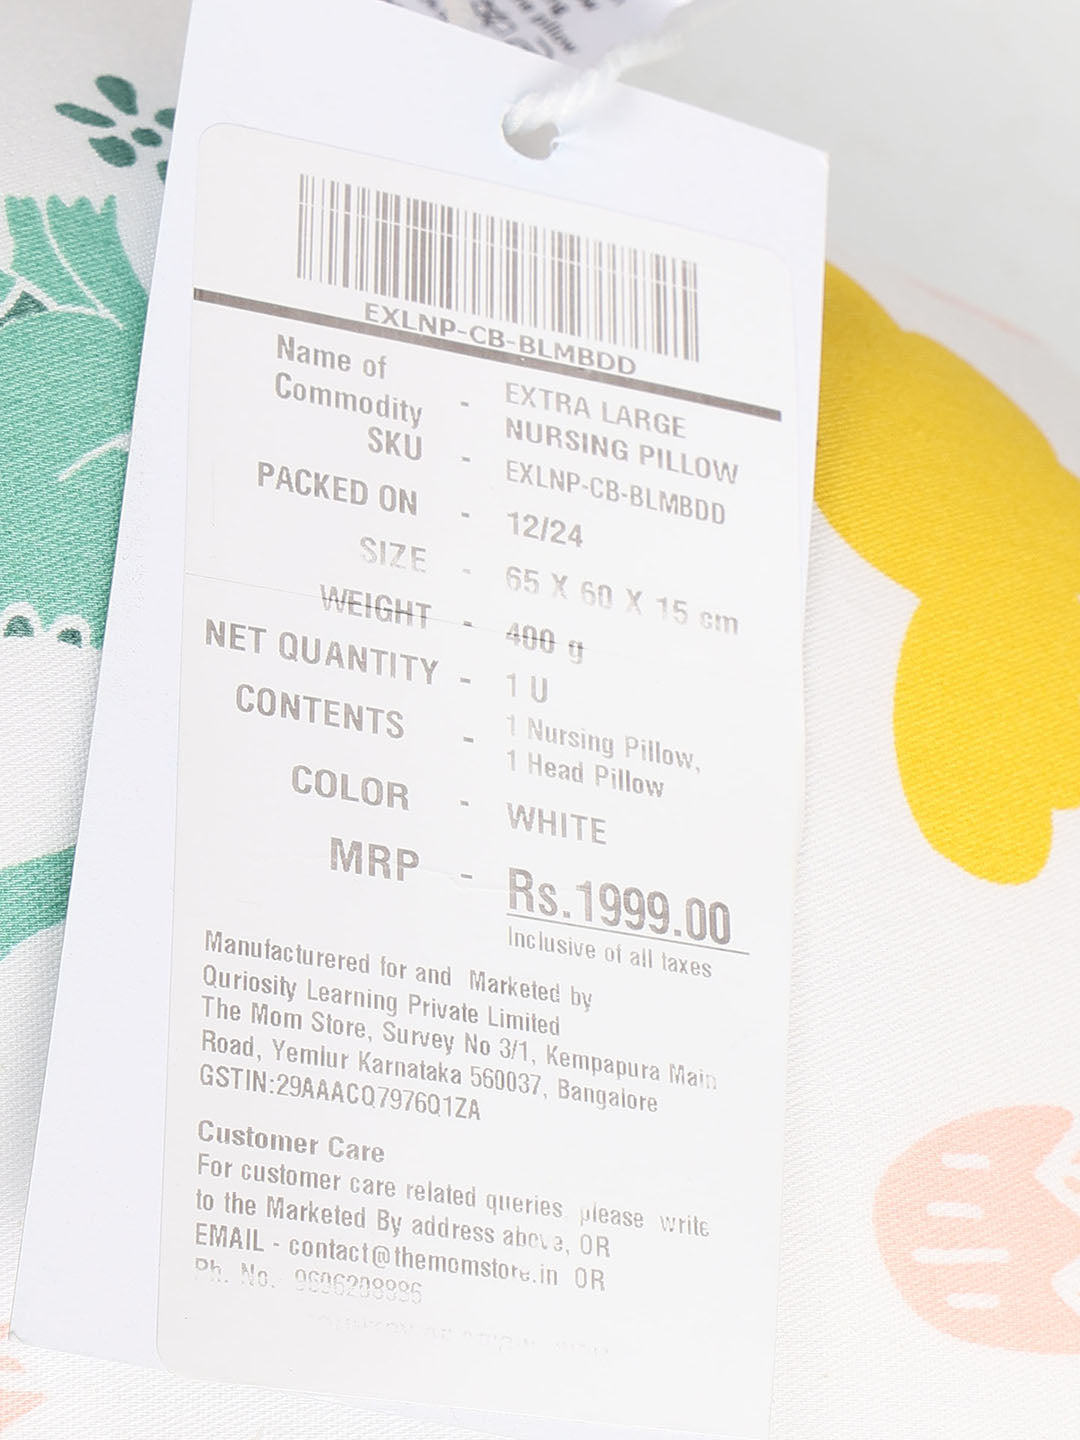 pillow
EXLNP-CB-BLMBDD
Name of Commodity - EXTRA LARGE NURSING PILLOW
SKU - EXLNP-CB-BLMBDD
PACKED ON - 12/24
SIZE - 65 X 60 X 15 cm
WEIGHT - 400 g
NET QUANTITY - 1 U
CONTENTS - 1 Nursing Pillow,
1 Head Pillow
COLOR - WHITE
MRP - Rs.1999.00
Inclusive of all taxes
Manufacturered for and Marketed by
Quriosity Learning Private Limited
The Mom Store, Survey No 3/1, Kempapura Main
Road, Yemlur Karnataka 560037, Bangalore
GSTIN:29AAACQ7976Q1ZA
Customer Care
For customer care related queries please write
to the Marketed By address above, OR
EMAIL - contact@themomstore.in OR
Ph. No.